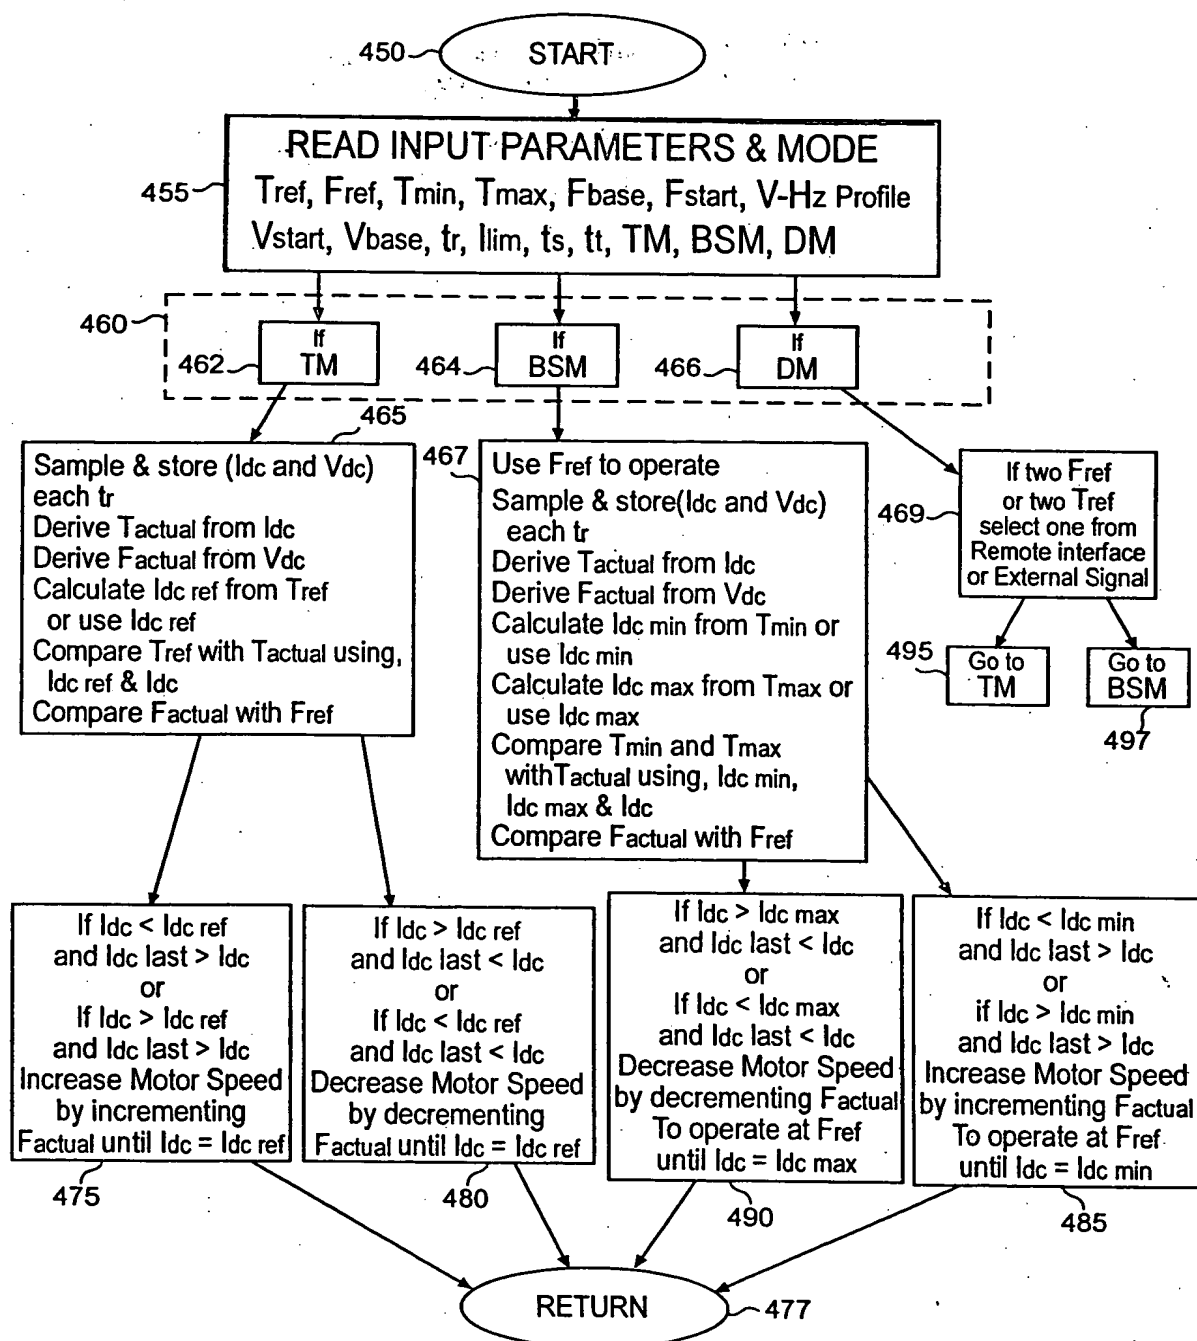 450
START
READ INPUT PARAMETERS & MODE
Tref, Fref, Tmin, Tmax, Fbase, Fstart, V-Hz Profile
Vstart, Vbase, tr, Ilim, ts, tt, TM, BSM, DM
455
460
If
TM
462
If
BSM
464
If
DM
466
465
Sample & store (Idc and Vdc)
each tr
Derive Tactual from Idc
Derive Factual from Vdc
Calculate Idc ref from Tref
or use Idc ref
Compare Tref with Tactual using,
Idc ref & Idc
Compare Factual with Fref
467
Use Fref to operate
Sample & store(Idc and Vdc)
each tr
Derive Tactual from Idc
Derive Factual from Vdc
Calculate Idc min from Tmin or
use Idc min
Calculate Idc max from Tmax or
use Idc max
Compare Tmin and Tmax
withTactual using, Idc min,
Idc max & Idc
Compare Factual with Fref
469
If two Fref
or two Tref
select one from
Remote interface
or External Signal
495
Go to
TM
Go to
BSM
497
If Idc < Idc ref
and Idc last > Idc
or
If Idc > Idc ref
and Idc last > Idc
Increase Motor Speed
by incrementing
Factual until Idc = Idc ref
475
If Idc > Idc ref
and Idc last < Idc
or
If Idc < Idc ref
and Idc last < Idc
Decrease Motor Speed
by decrementing
Factual until Idc = Idc ref
480
If Idc > Idc max
and Idc last < Idc
or
If Idc < Idc max
and Idc last < Idc
Decrease Motor Speed
by decrementing Factual
To operate at Fref
until Idc = Idc max
490
If Idc < Idc min
and Idc last > Idc
or
if Idc > Idc min
and Idc last > Idc
Increase Motor Speed
by incrementing Factual
To operate at Fref
until Idc = Idc min
485
RETURN
477